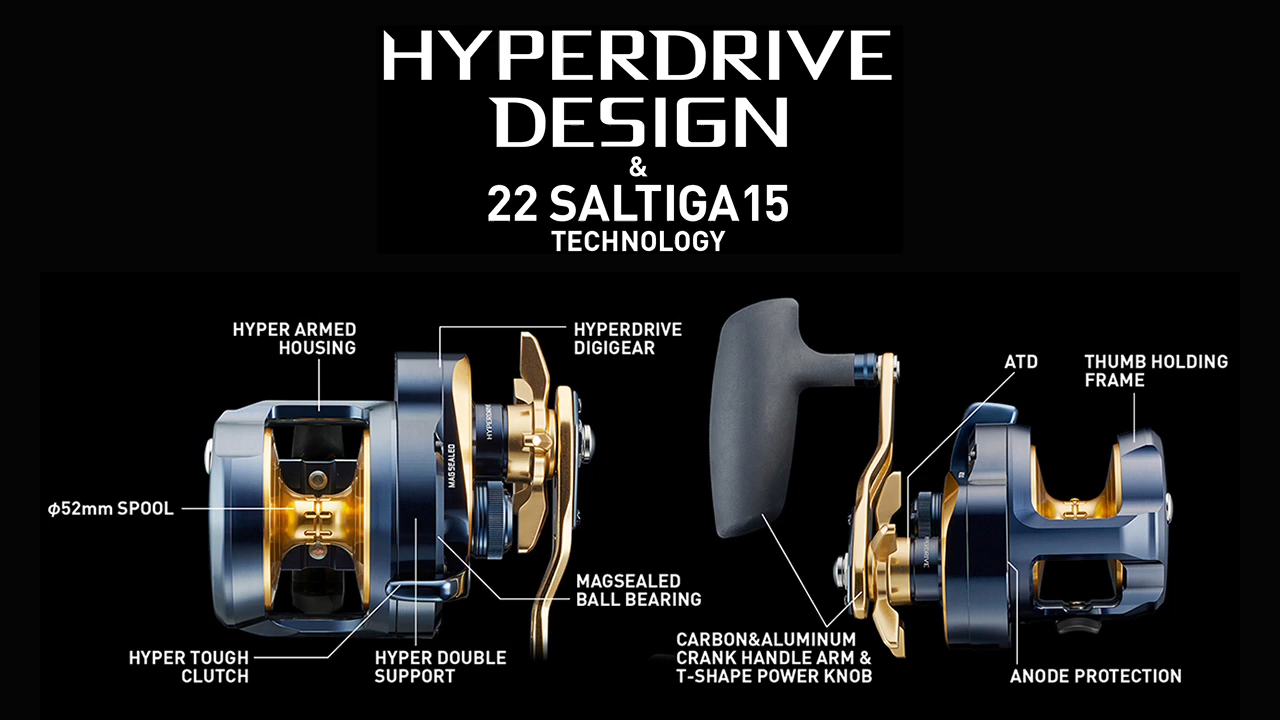 HYPERDRIVE
DESIGN
&
22 SALTIGA15
TECHNOLOGY
HYPER ARMED
HOUSING
HYPERDRIVE
DIGIGEAR
ATD
THUMB HOLDING
FRAME
HYPERDRIVE
MAGSEALED
φ52mm SPOOL
MAGSEALED
BALL BEARING
HYPER TOUGH
CLUTCH
HYPER DOUBLE
SUPPORT
CARBON&ALUMINUM
CRANK HANDLE ARM &
T-SHAPE POWER KNOB
ANODE PROTECTION